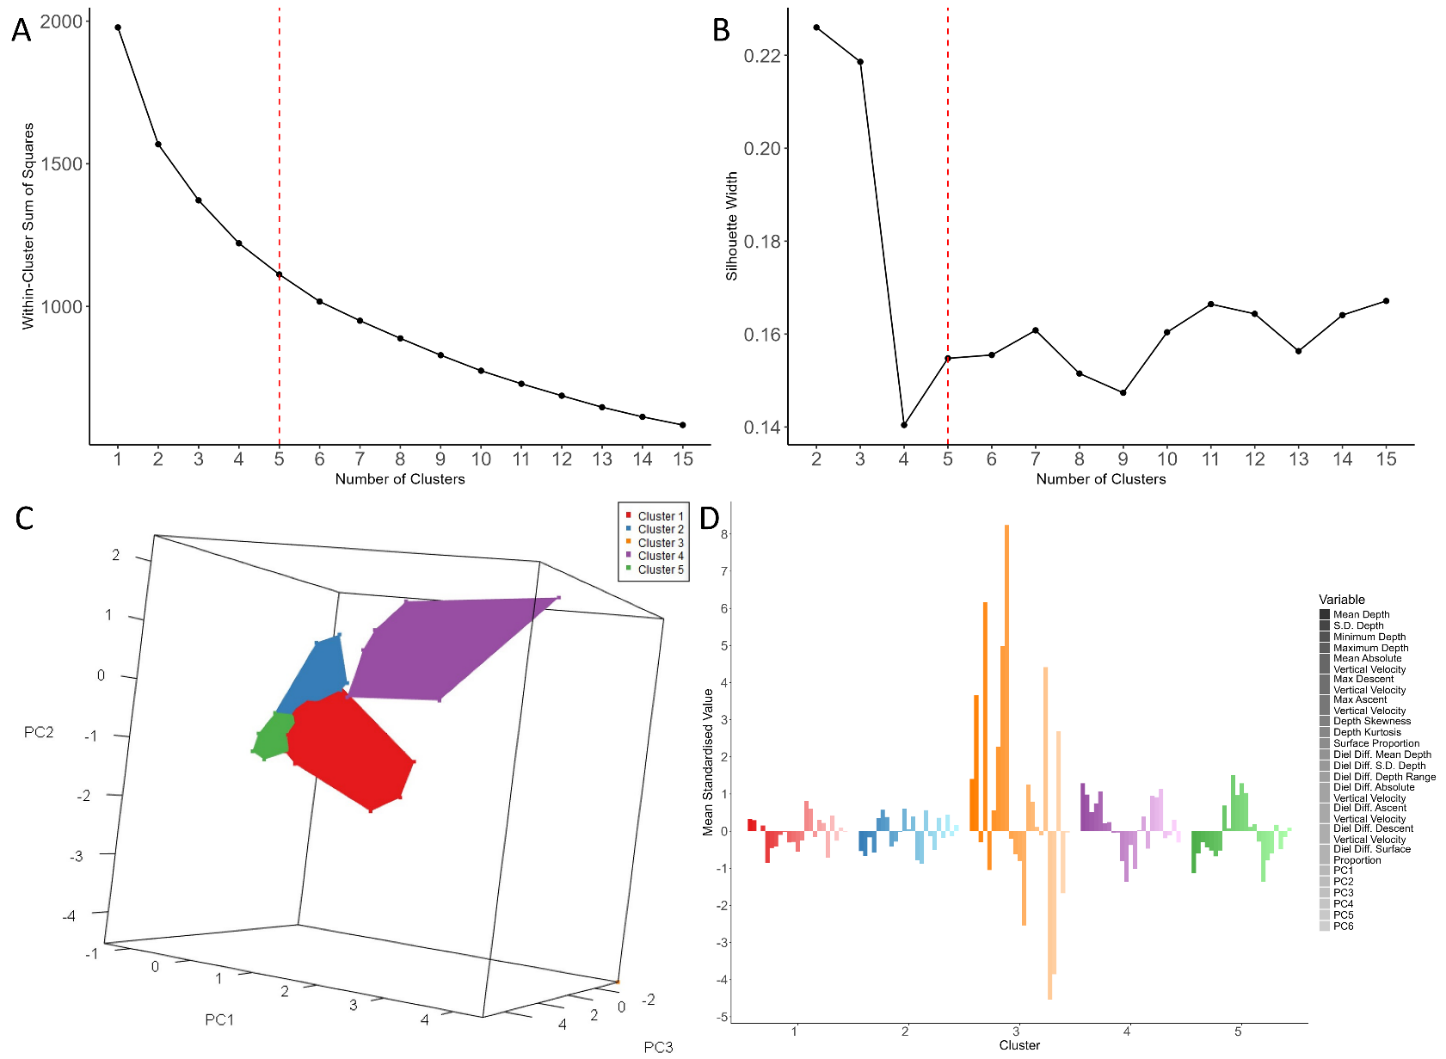 A
2000
1500
1000
Within-Cluster Sum of Squares
1 2 3 4 5 6 7 8 9 10 11 12 13 14 15
Number of Clusters
B
0.22
0.20
0.18
0.16
0.14
Silhouette Width
2 3 4 5 6 7 8 9 10 11 12 13 14 15
Number of Clusters
C
Cluster 1
Cluster 2
Cluster 3
Cluster 4
Cluster 5
2
1
0
-1
-2
-3
-4
PC2
-1 0 1 2 3 4
PC1
4 2 0 -2
PC3
D
8
7
6
5
4
3
2
1
0
-1
-2
-3
-4
-5
Mean Standardised Value
1 2 3 4 5
Cluster
Variable
Mean Depth
S.D. Depth
Minimum Depth
Maximum Depth
Mean Absolute
Vertical Velocity
Max Descent
Vertical Velocity
Max Ascent
Vertical Velocity
Depth Skewness
Depth Kurtosis
Surface Proportion
Diel Diff. Mean Depth
Diel Diff. S.D. Depth
Diel Diff. Depth Range
Diel Diff. Absolute
Vertical Velocity
Diel Diff. Ascent
Vertical Velocity
Diel Diff. Descent
Vertical Velocity
Diel Diff. Surface
Proportion
PC1
PC2
PC3
PC4
PC5
PC6